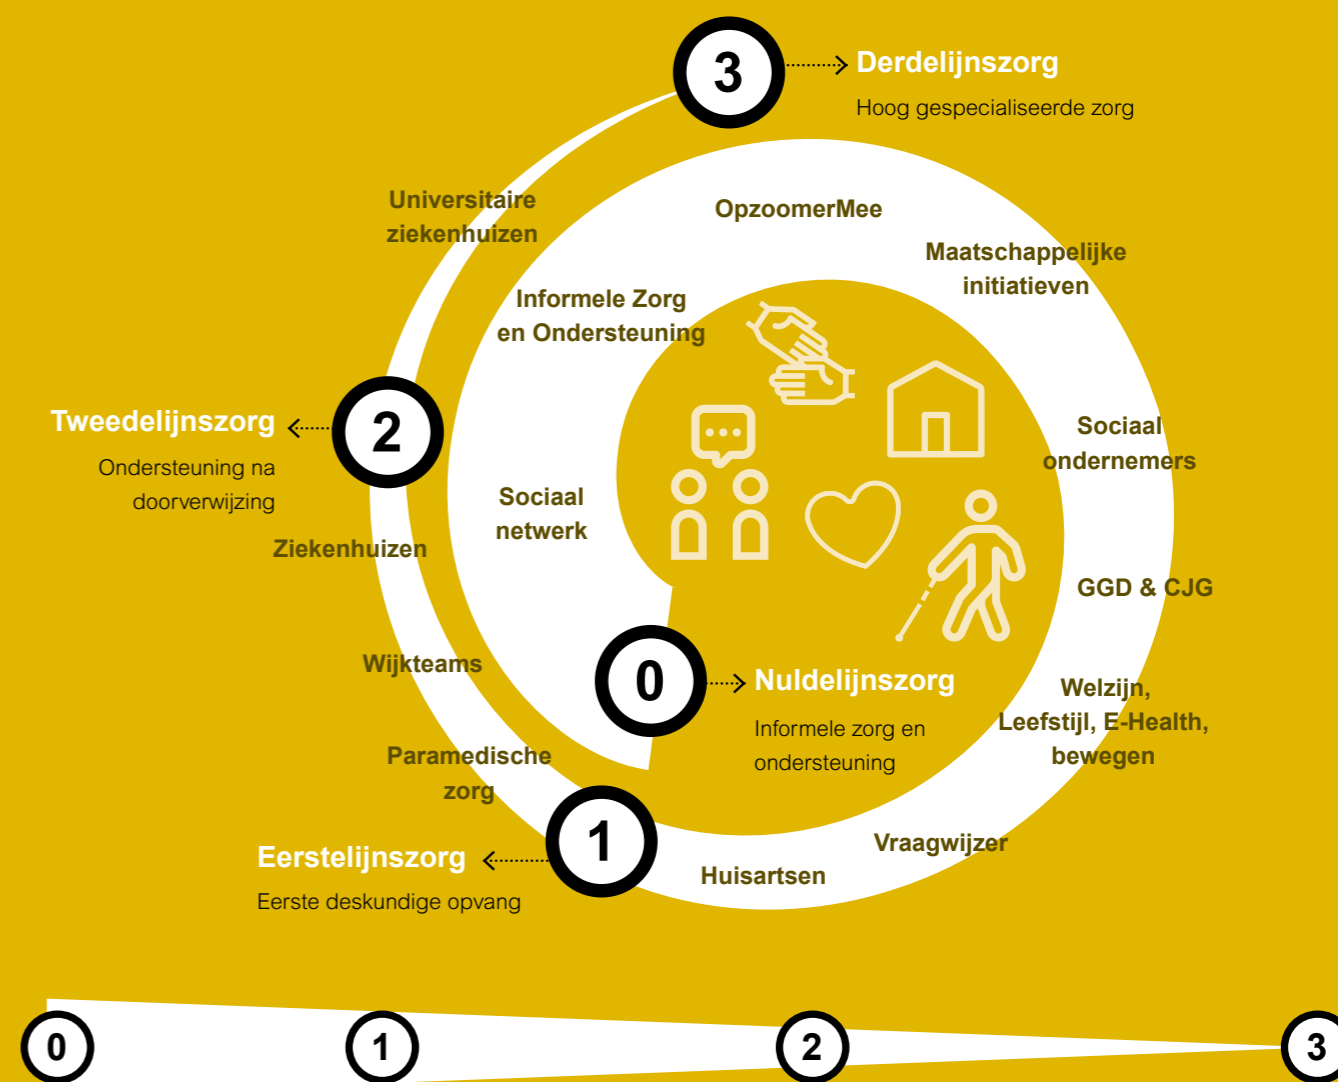 3
Derdelijnszorg
Hoog gespecialiseerde zorg
Universitaire
ziekenhuizen
OpzoomerMee
Maatschappelijke
initiatieven
Informele Zorg
en Ondersteuning
Tweedelijnszorg
2
Ondersteuning na
doorverwijzing
Sociaal
ondernemers
Sociaal
netwerk
Ziekenhuizen
GGD & CJG
Wijkteams
0
Nuldelijnszorg
Informele zorg en
ondersteuning
Welzijn,
Leefstijl, E-Health,
bewegen
Paramedische
zorg
1
Eerstelijnszorg
Eerste deskundige opvang
Vraagwijzer
Huisartsen
0
1
2
3